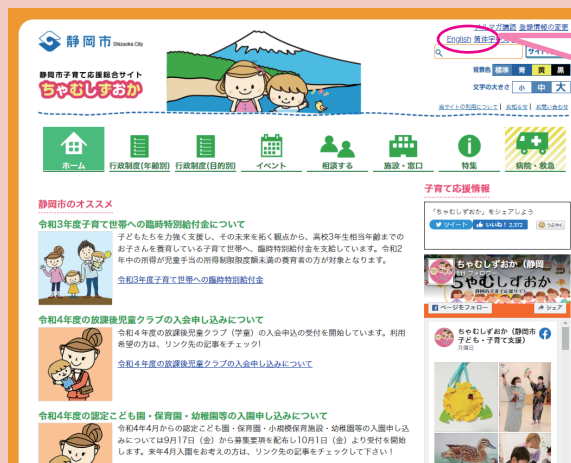 静岡市 Shizuoka City
静岡市子育て応援総合サイト
ちゃむしずおか
メルマガ購読 登録情報の変更
English 簡体字
サイト
背景色 標準 青 黄 黒
文字の大きさ 小 中 大
当サイトの利用について お知らせ お問い合わせ
ホーム 行政制度(年齢別) 行政制度(目的別) イベント 相談する 施設・窓口 特集 病院・救急
静岡市のオススメ
令和3年度子育て世帯への臨時特別給付金について
子どもたちを力強く支援し、その未来を拓く観点から、高校3年生相当年齢までの
お子さんを養育している子育て世帯へ、臨時特別給付金を支給しています。令和2
年中の所得が児童手当の所得制限限度額未満の養育者の方が対象となります。
令和3年度子育て世帯への臨時特別給付金
令和4年度の放課後児童クラブの入会申し込みについて
令和４年度の放課後児童クラブ（学童）の入会申込の受付を開始しています。利用
希望の方は、リンク先の記事をチェック!
令和４年度の放課後児童クラブの入会申し込みについて
令和4年度の認定こども園・保育園・幼稚園等の入園申し込みについて
令和4年4月からの認定こども園・保育園・小規模保育施設・幼稚園等の入園申し込
みについては9月17日（金）から募集要項を配布し10月1日（金）より受付を開始
します。来年4月入園をお考えの方は、リンク先の記事をチェックして下さい！
子育て応援情報
「ちゃむしずおか」をシェアしよう
ツイート いいね！ 2,372 つぶやく
ちゃむしずおか（静岡
フォロワー
ちゃむしずおか
静岡市子育て応援サイト
ページをフォロー シェア
ちゃむしずおか（静岡市
子ども・子育て支援）
月曜日